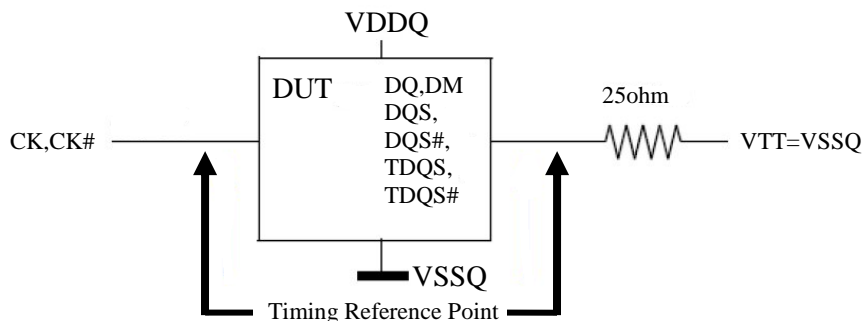 VDDQ
DUT
DQ,DM
DQS,
DQS#,
TDQS,
TDQS#
CK,CK#
25ohm
VTT=VSSQ
VSSQ
Timing Reference Point